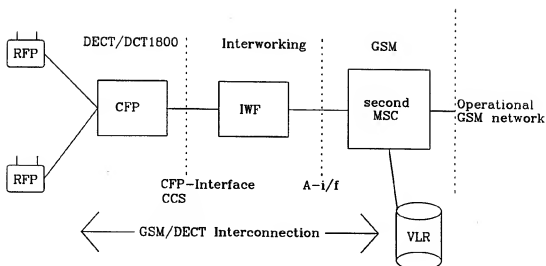 DECT/DCT1800
Interworking
GSM
RFP
CFP
IWF
second
MSC
Operational
GSM network
RFP
CFP-Interface
CCS
A-i/f
GSM/DECT Interconnection
VLR